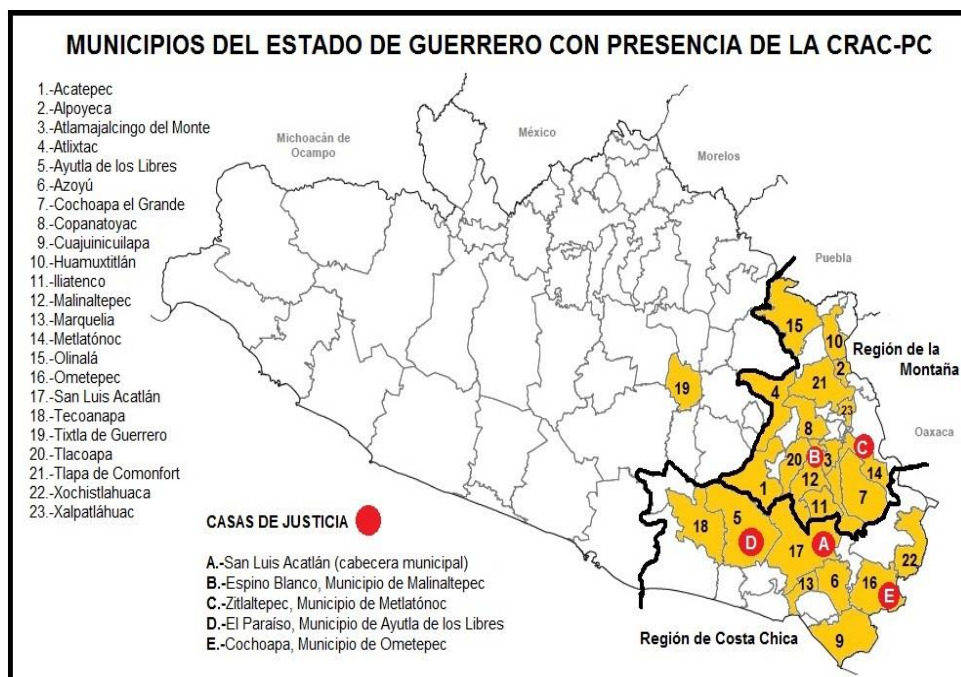 MUNICIPIOS DEL ESTADO DE GUERRERO CON PRESENCIA DE LA CRAC-PC
1.-Acatepec
2.-Alpoyeca
3.-Atlamajalcingo del Monte
4.-Atlixtac
5.-Ayutla de los Libres
6.-Azoyú
7.-Cochoapa el Grande
8.-Copanatoyac
9.-Cuajuinicuilapa
10.-Huamuxtitlán
11.-Iliatenco
12.-Malinaltepec
13.-Marquelia
14.-Metlatónoc
15.-Olinalá
16.-Ometepec
17.-San Luis Acatlán
18.-Tecoanapa
19.-Tixtla de Guerrero
20.-Tlacoapa
21.-Tlapa de Comonfort
22.-Xochistlahuaca
23.-Xalpatláhuac
CASAS DE JUSTICIA
A.-San Luis Acatlán (cabecera municipal)
B.-Espino Blanco, Municipio de Malinaltepec
C.-Zitlaltepec, Municipio de Metlatónoc
D.-El Paraíso, Municipio de Ayutla de los Libres
E.-Cochoapa, Municipio de Ometepec
Michoacán de
Ocampo
México
Morelos
Puebla
Oaxaca
Región de la
Montaña
Región de Costa Chica
15
10
2
19
4
21
23
8
20
B
3
C
14
1
12
7
11
18
5
D
17
A
22
13
6
16
E
9